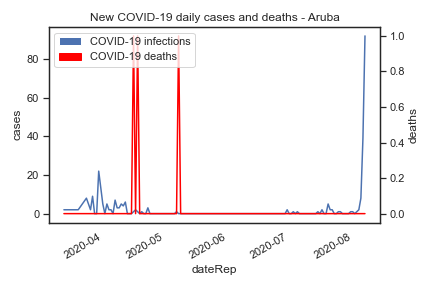 New COVID-19 daily cases and deaths - Aruba
COVID-19 infections
COVID-19 deaths
80
60
40
20
0
cases
1.0
0.8
0.6
0.4
0.2
0.0
deaths
2020-04
2020-05
2020-06
2020-07
2020-08
dateRep